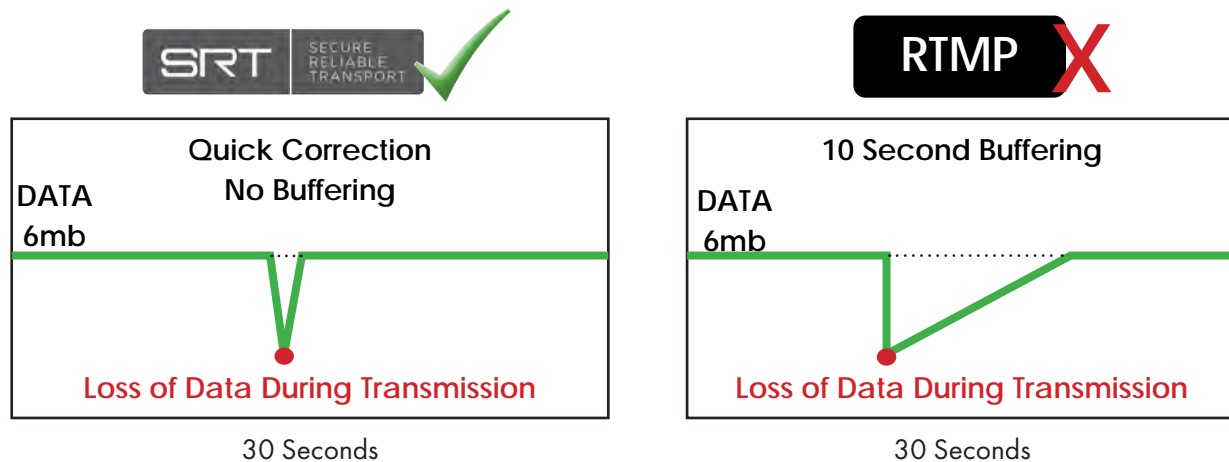 SRT
SECURE
RELIABLE
TRANSPORT
Quick Correction
No Buffering
DATA
6mb
Loss of Data During Transmission
30 Seconds
RTMP
X
10 Second Buffering
DATA
6mb
Loss of Data During Transmission
30 Seconds